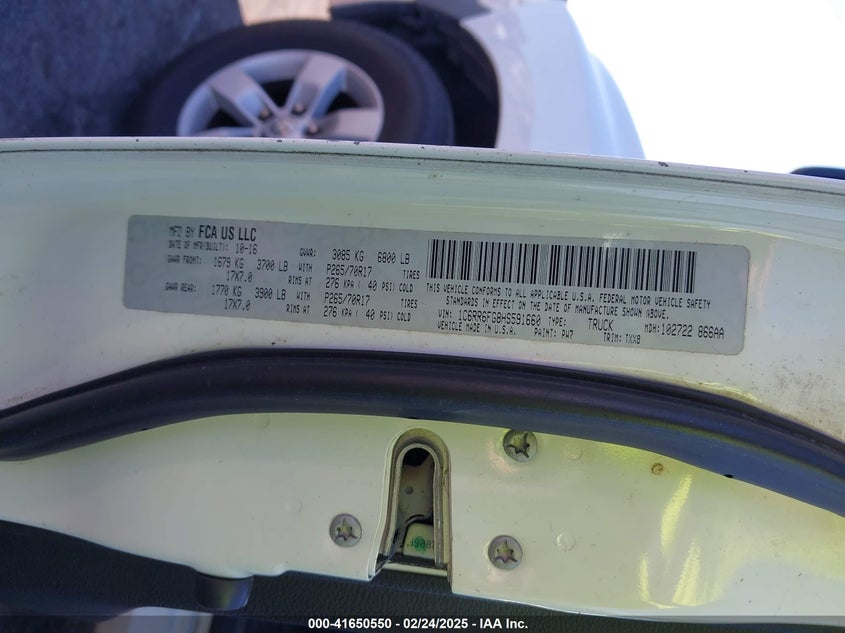 MFD BY FCA US LLC
DATE OF MFR(BUILT): 10-16 GVWR: 3085 KG 6800 LB
GAWR FRONT: 1679 KG 3700 LB WITH P265/70R17 TIRES
17X7.0 RIMS AT 276 KPA ( 40 PSI) COLD
GAWR REAR: 1770 KG 3900 LB WITH P265/70R17 TIRES
17X7.0 RIMS AT 276 KPA ( 40 PSI) COLD
THIS VEHICLE CONFORMS TO ALL APPLICABLE U.S.A. FEDERAL MOTOR VEHICLE SAFETY
STANDARDS IN EFFECT ON THE DATE OF MANUFACTURE SHOWN ABOVE.
VIN: 1C6RR6FG8HS591660 TYPE: TRUCK MDH: 102722 866AA
VEHICLE MADE IN U.S.A. PAINT: PW7 TRIM: TXX8
000-41650550 - 02/24/2025 - IAA Inc.